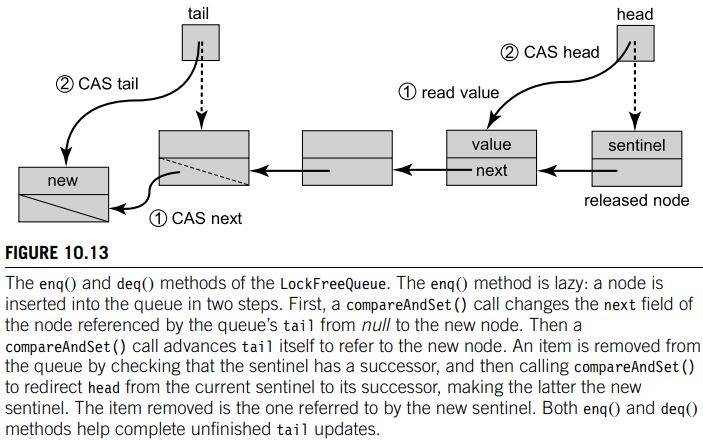 tail
head
② CAS tail
② CAS head
① read value
new
value
next
sentinel
① CAS next
released node
FIGURE 10.13
The enq() and deq() methods of the LockFreeQueue. The enq() method is lazy: a node is
inserted into the queue in two steps. First, a compareAndSet() call changes the next field of
the node referenced by the queue’s tail from null to the new node. Then a
compareAndSet() call advances tail itself to refer to the new node. An item is removed from
the queue by checking that the sentinel has a successor, and then calling compareAndSet()
to redirect head from the current sentinel to its successor, making the latter the new
sentinel. The item removed is the one referred to by the new sentinel. Both enq() and deq()
methods help complete unfinished tail updates.